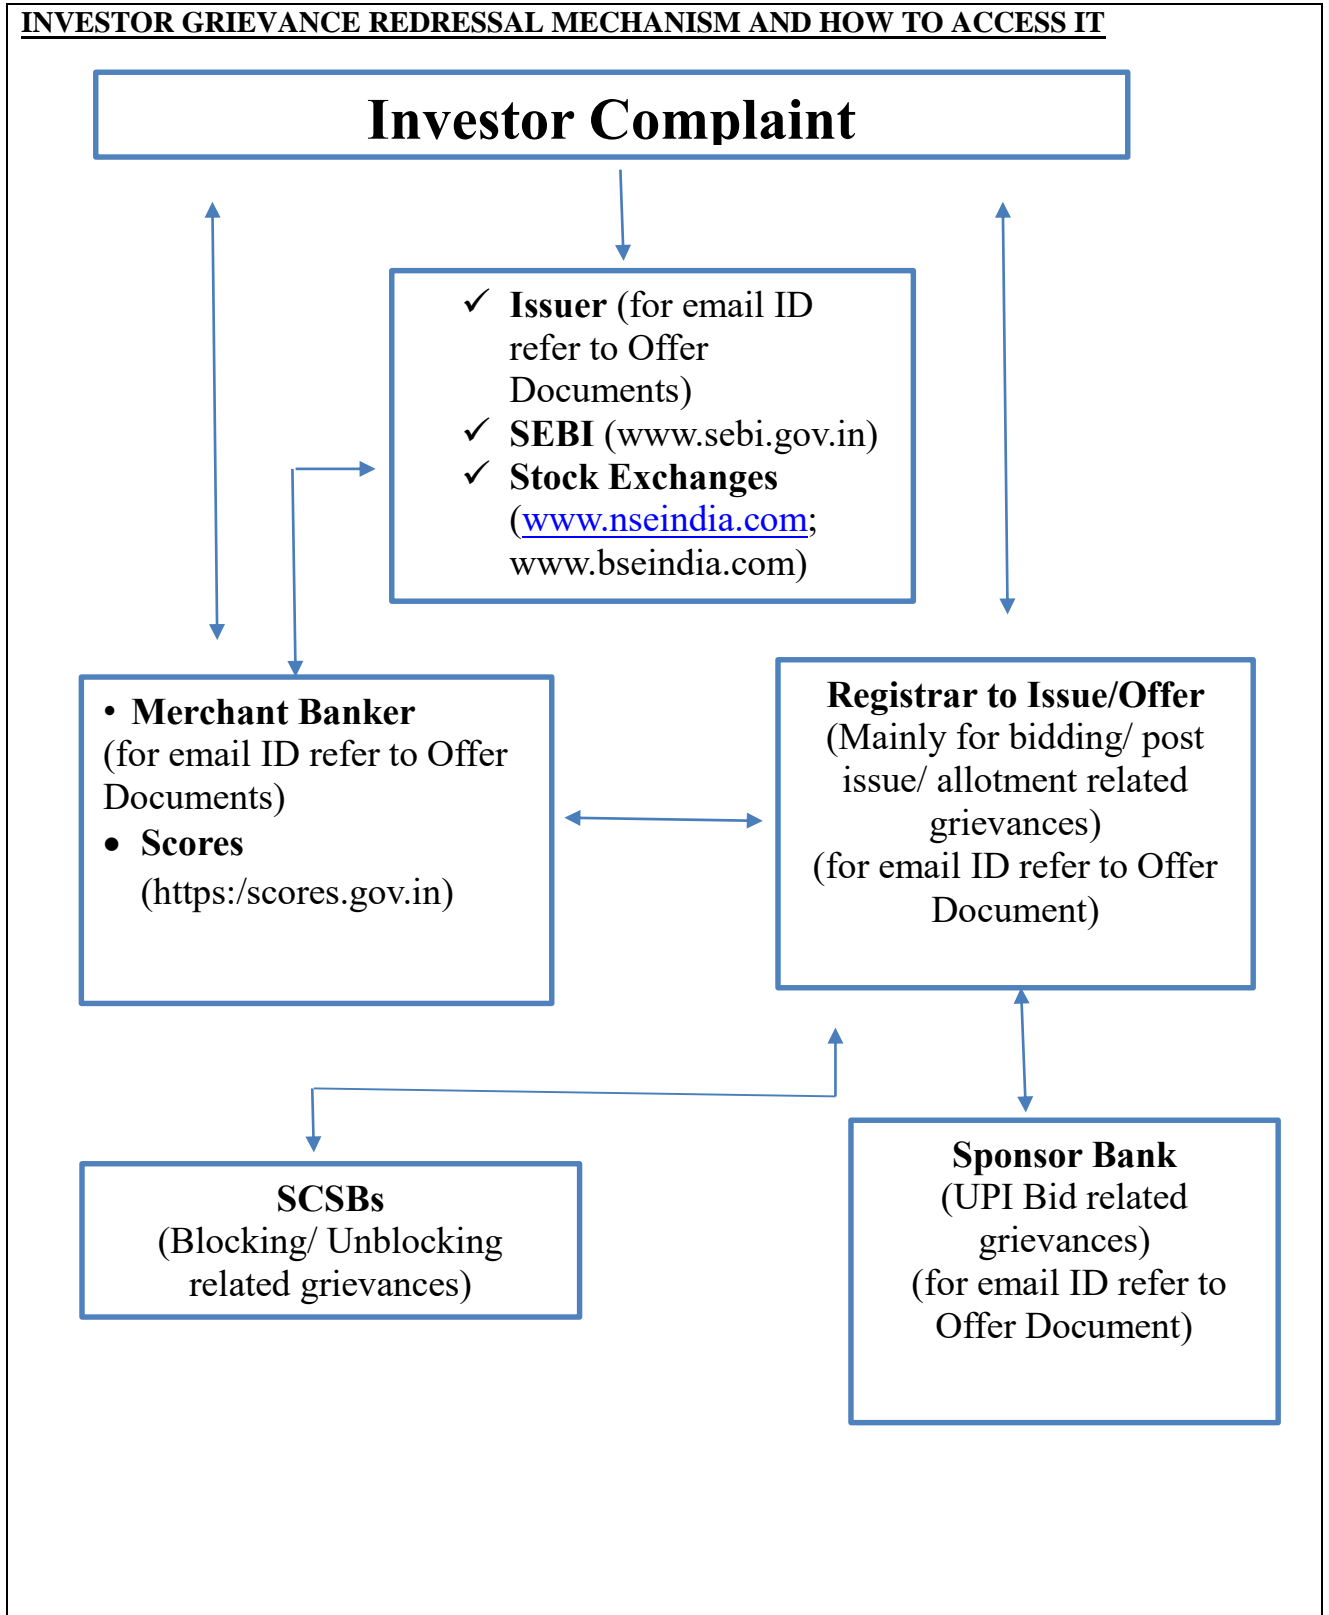 INVESTOR GRIEVANCE REDRESSAL MECHANISM AND HOW TO ACCESS IT
Investor Complaint
✓ Issuer (for email ID
refer to Offer
Documents)
✓ SEBI (www.sebi.gov.in)
✓ Stock Exchanges
(www.nseindia.com;
www.bseindia.com)
• Merchant Banker
(for email ID refer to Offer
Documents)
• Scores
(https:/scores.gov.in)
Registrar to Issue/Offer
(Mainly for bidding/ post
issue/ allotment related
grievances)
(for email ID refer to Offer
Document)
SCSBs
(Blocking/ Unblocking
related grievances)
Sponsor Bank
(UPI Bid related
grievances)
(for email ID refer to
Offer Document)